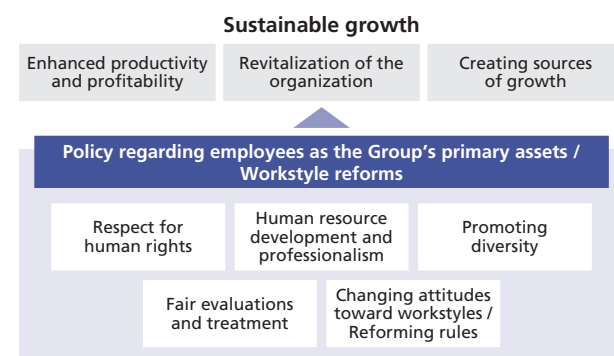 Sustainable growth
Enhanced productivity
and profitability
Revitalization of the
organization
Creating sources
of growth
Policy regarding employees as the Group’s primary assets /
Workstyle reforms
Respect for
human rights
Human resource
development and
professionalism
Promoting
diversity
Fair evaluations
and treatment
Changing attitudes
toward workstyles /
Reforming rules